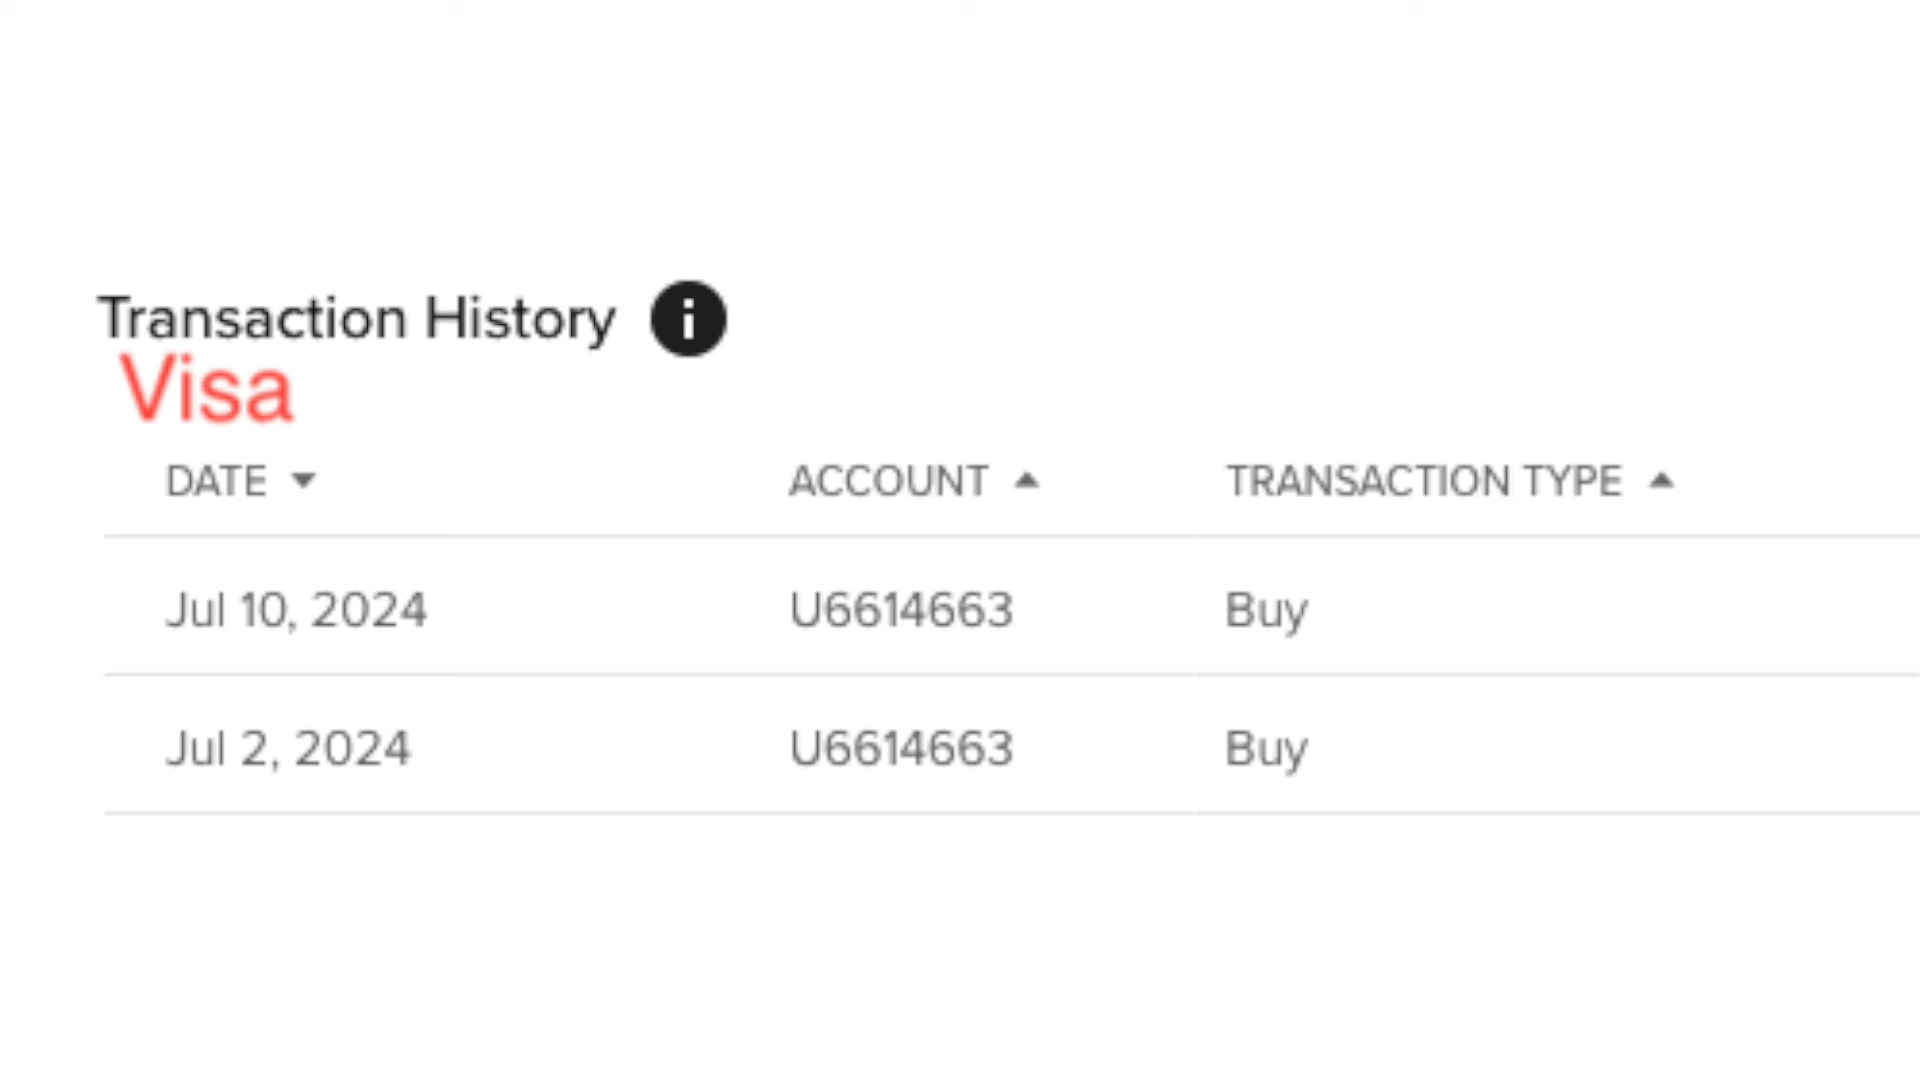 Transaction History i
Visa
DATE ▼ ACCOUNT ▲ TRANSACTION TYPE ▲
Jul 10, 2024 U6614663 Buy
Jul 2, 2024 U6614663 Buy